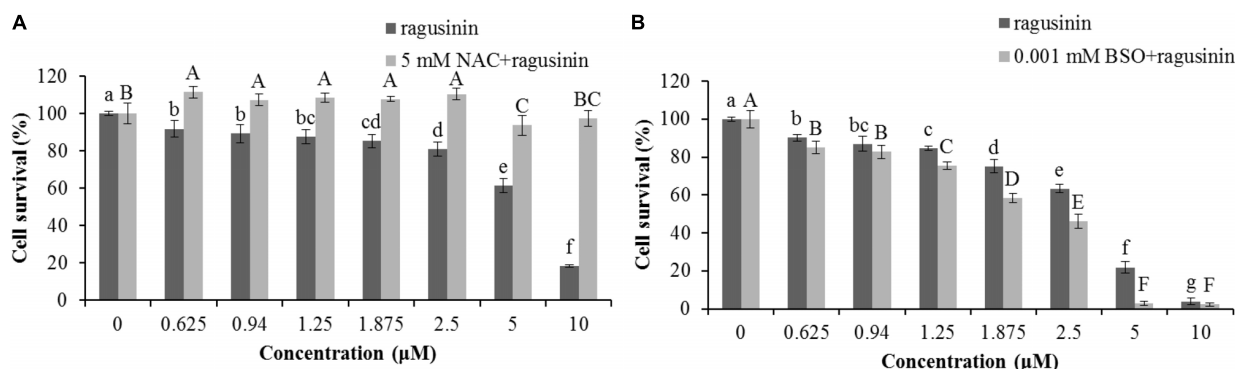 A
ragusinin
5 mM NAC+ragusinin
Cell survival (%)
120
100
80
60
40
20
0
a B
b A
b A
bc A
cd A
d A
e C
f BC
0 0.625 0.94 1.25 1.875 2.5 5 10
Concentration (µM)
B
ragusinin
0.001 mM BSO+ragusinin
Cell survival (%)
120
100
80
60
40
20
0
a A
b B
bc B
c C
d D
e E
f F
g F
0 0.625 0.94 1.25 1.875 2.5 5 10
Concentration (µM)